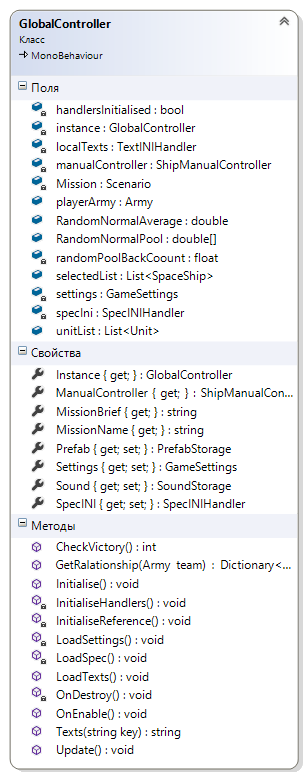 GlobalController
Класс
MonoBehaviour
Поля
handlersInitialised : bool
instance : GlobalController
localTexts : TextINIHandler
manualController : ShipManualController
Mission : Scenario
playerArmy : Army
RandomNormalAverage : double
RandomNormalPool : double[]
randomPoolBackCoount : float
selectedList : List<SpaceShip>
settings : GameSettings
specIni : SpecINIHandler
unitList : List<Unit>
Свойства
Instance { get; } : GlobalController
ManualController { get; } : ShipManualCon...
MissionBrief { get; } : string
MissionName { get; } : string
Prefab { get; set; } : PrefabStorage
Settings { get; set; } : GameSettings
Sound { get; set; } : SoundStorage
SpecINI { get; set; } : SpecINIHandler
Методы
CheckVictory() : int
GetRalationship(Army team) : Dictionary<...
Initialise() : void
InitialiseHandlers() : void
InitialiseReference() : void
LoadSettings() : void
LoadSpec() : void
LoadTexts() : void
OnDestroy() : void
OnEnable() : void
Texts(string key) : string
Update() : void